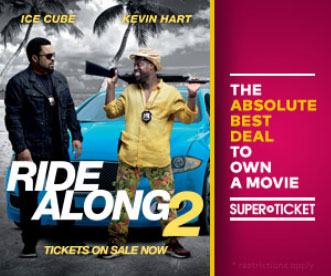 ICE CUBE
KEVIN HART
RIDE
ALONG 2
TICKETS ON SALE NOW
THE
ABSOLUTE
BEST
DEAL
TO
OWN
A MOVIE
SUPER TICKET
* restrictions apply